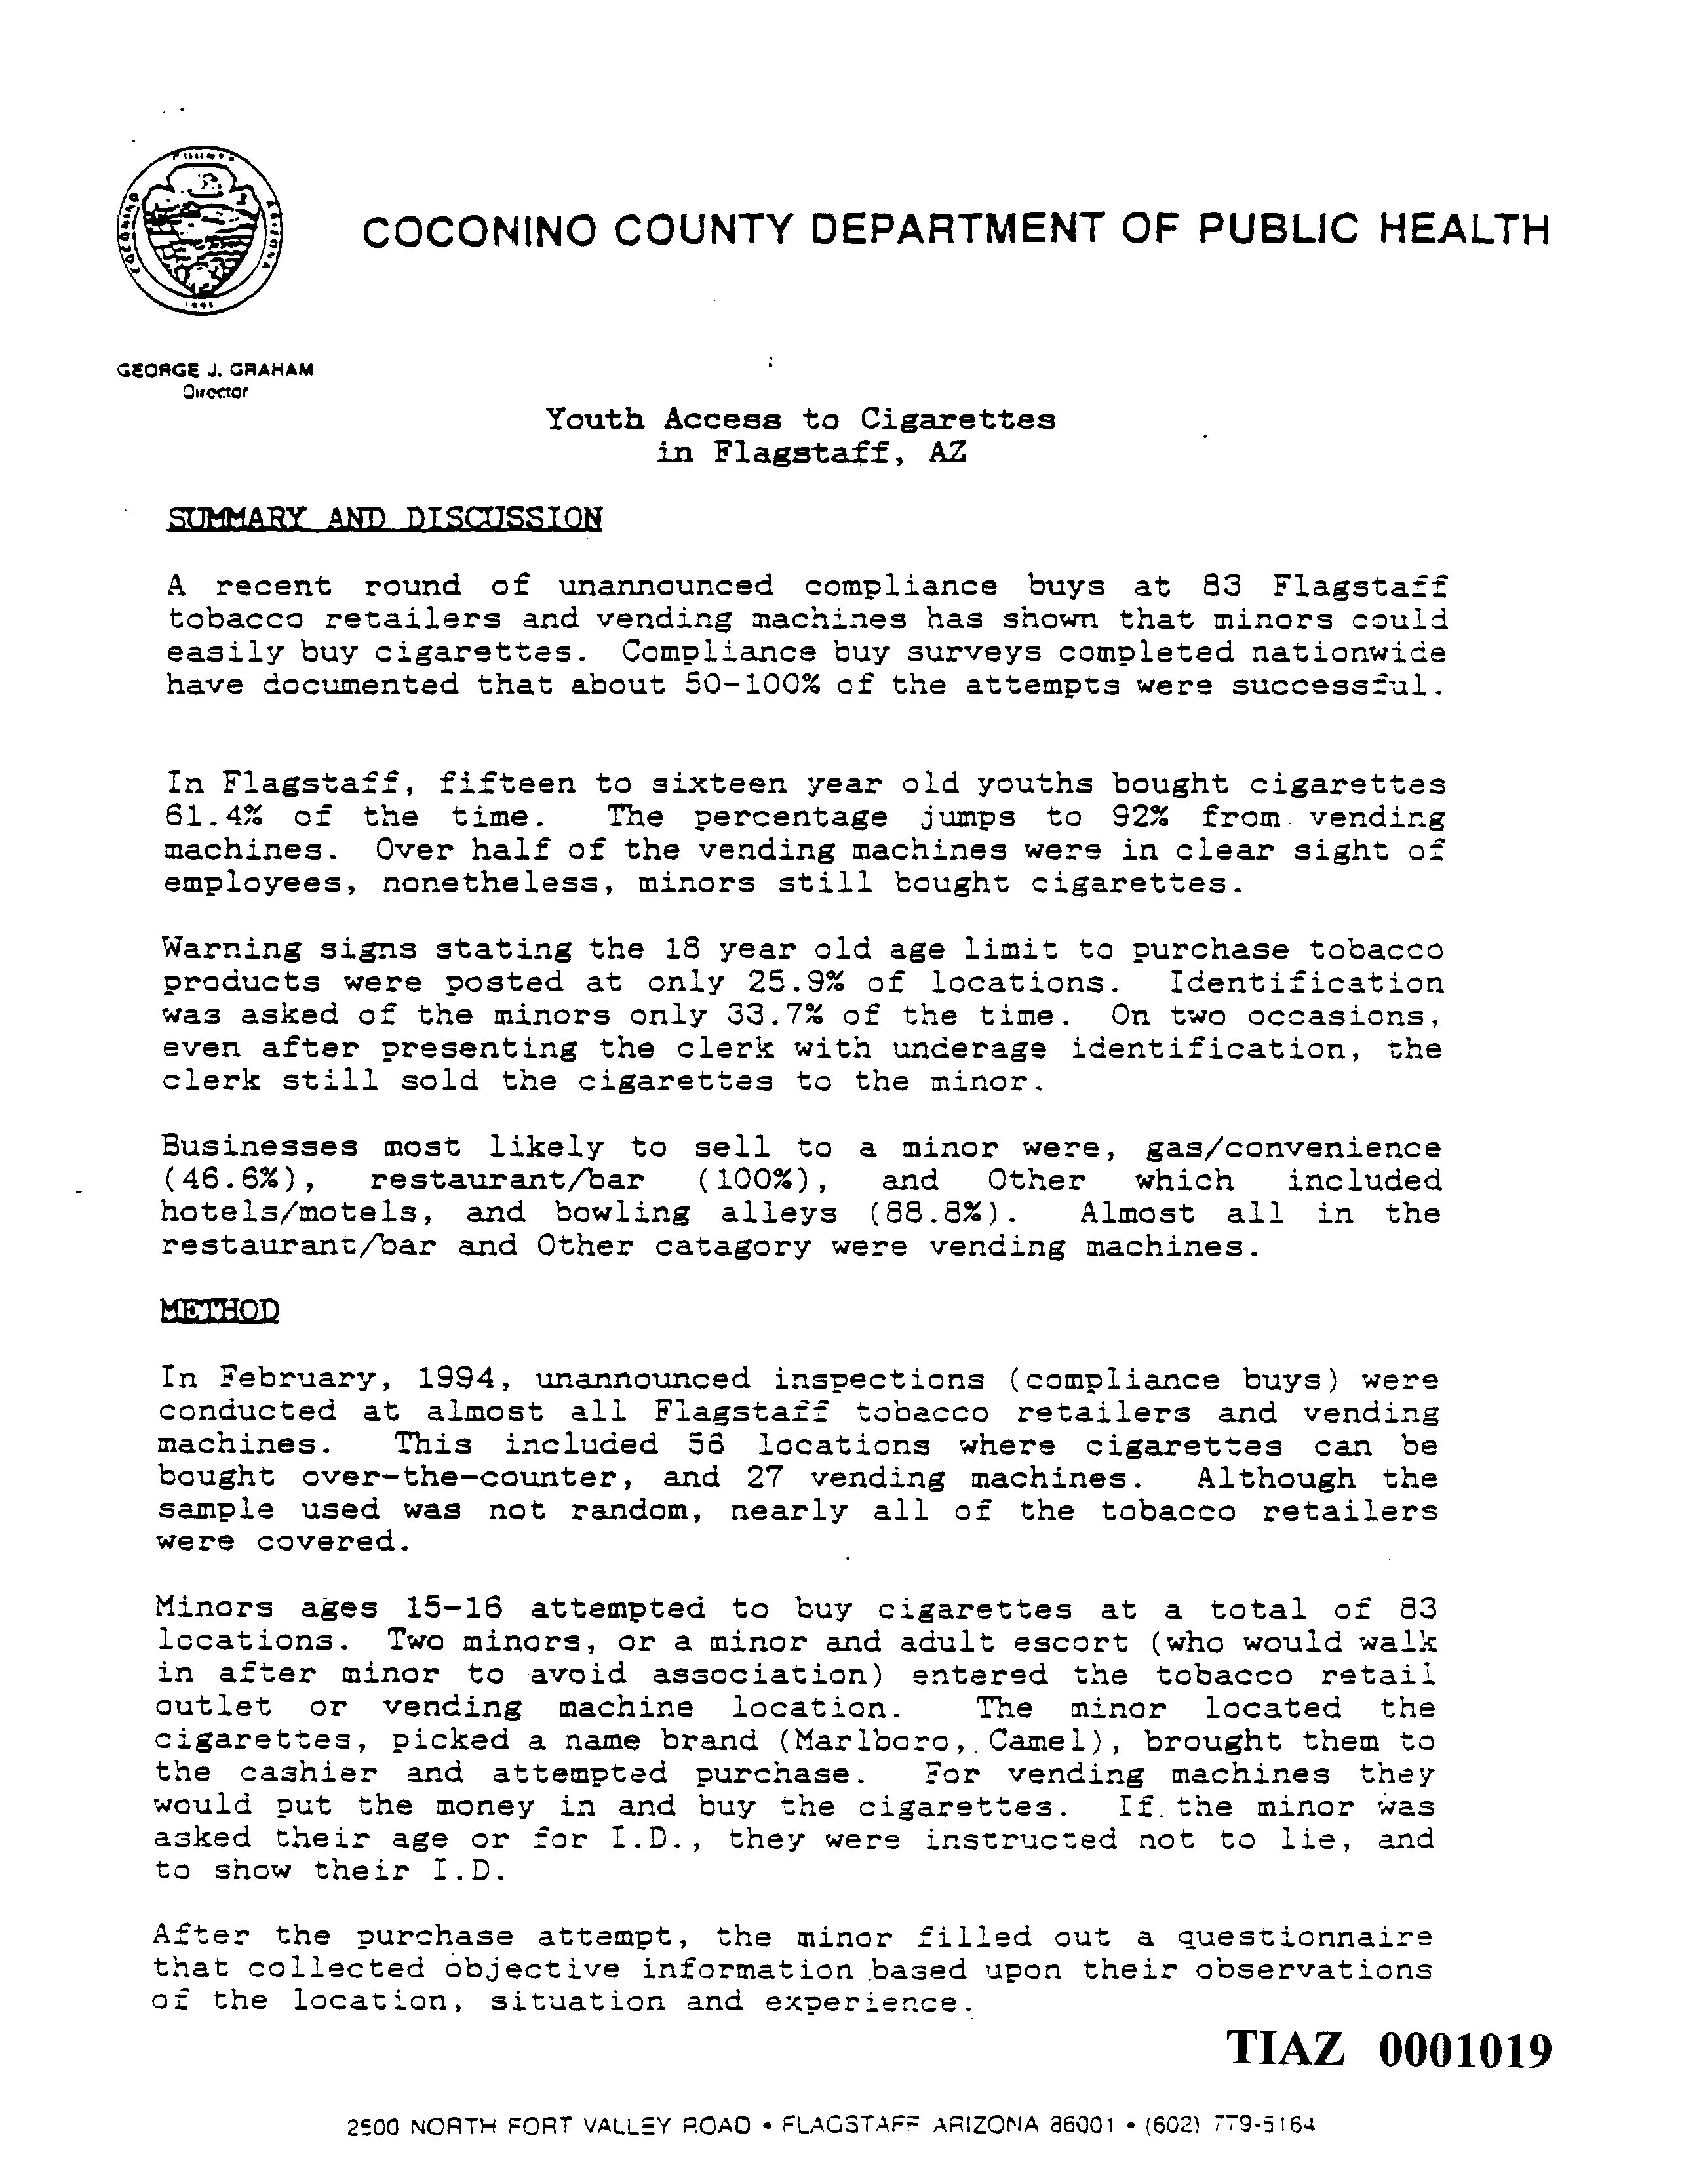 COCONINO COUNTY DEPARTMENT OF PUBLIC HEALTH
COCONINO
ARIZONA
GEORGE J. GRAHAM
Director
Youth Access to Cigarettes
in Flagstaff, AZ
SUMMARY AND DISCUSSION
A recent round of unannounced compliance buys at 83 Flagstaff
tobacco retailers and vending machines has shown that minors could
easily buy cigarettes. Compliance buy surveys completed nationwide
have documented that about 50-100% of the attempts were successful.
In Flagstaff, fifteen to sixteen year old youths bought cigarettes
61.4% of the time. The percentage jumps to 92% from vending
machines. Over half of the vending machines were in clear sight of
employees, nonetheless, minors still bought cigarettes.
Warning signs stating the 18 year old age limit to purchase tobacco
products were posted at only 25.9% of locations. Identification
was asked of the minors only 33.7% of the time. On two occasions,
even after presenting the clerk with underage identification, the
clerk still sold the cigarettes to the minor.
Businesses most likely to sell to a minor were, gas/convenience
(46.6%), restaurant/bar (100%), and Other which included
hotels/motels, and bowling alleys (88.8%). Almost all in the
restaurant/bar and Other catagory were vending machines.
METHOD
In February, 1994, unannounced inspections (compliance buys) were
conducted at almost all Flagstaff tobacco retailers and vending
machines. This included 56 locations where cigarettes can be
bought over-the-counter, and 27 vending machines. Although the
sample used was not random, nearly all of the tobacco retailers
were covered.
Minors ages 15-16 attempted to buy cigarettes at a total of 83
locations. Two minors, or a minor and adult escort (who would walk
in after minor to avoid association) entered the tobacco retail
outlet or vending machine location. The minor located the
cigarettes, picked a name brand (Marlboro, Camel), brought them to
the cashier and attempted purchase. For vending machines they
would put the money in and buy the cigarettes. If the minor was
asked their age or for I.D., they were instructed not to lie, and
to show their I.D.
After the purchase attempt, the minor filled out a questionnaire
that collected objective information based upon their observations
of the location, situation and experience.
TIAZ 0001019
2500 NORTH FORT VALLEY ROAD • FLAGSTAFF ARIZONA 86001 • (602) 779-5164